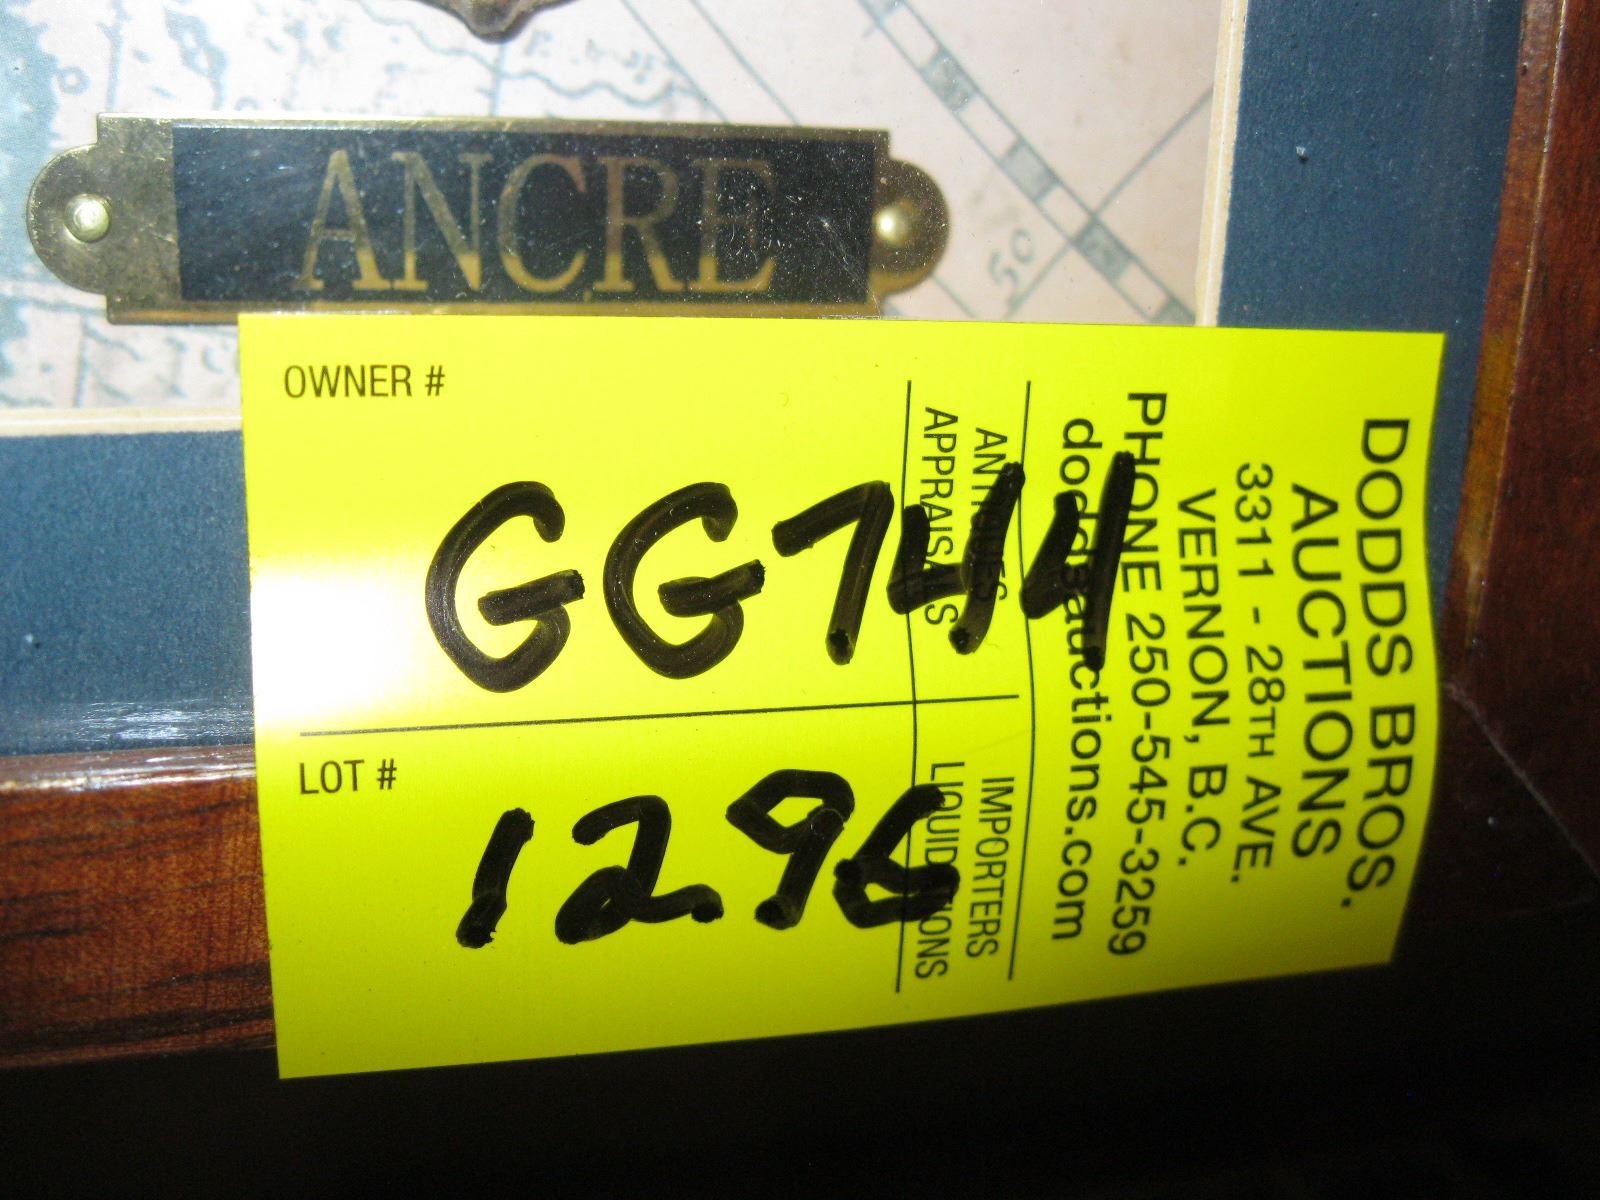 ANCRE
50
OWNER #
GG744
LOT #
1296
DODDS BROS.
AUCTIONS
3311 - 28TH AVE.
VERNON, B.C.
PHONE 250-545-3259
doddsauctions.com
ANTIQUES IMPORTERS
APPRAISALS LIQUIDATIONS